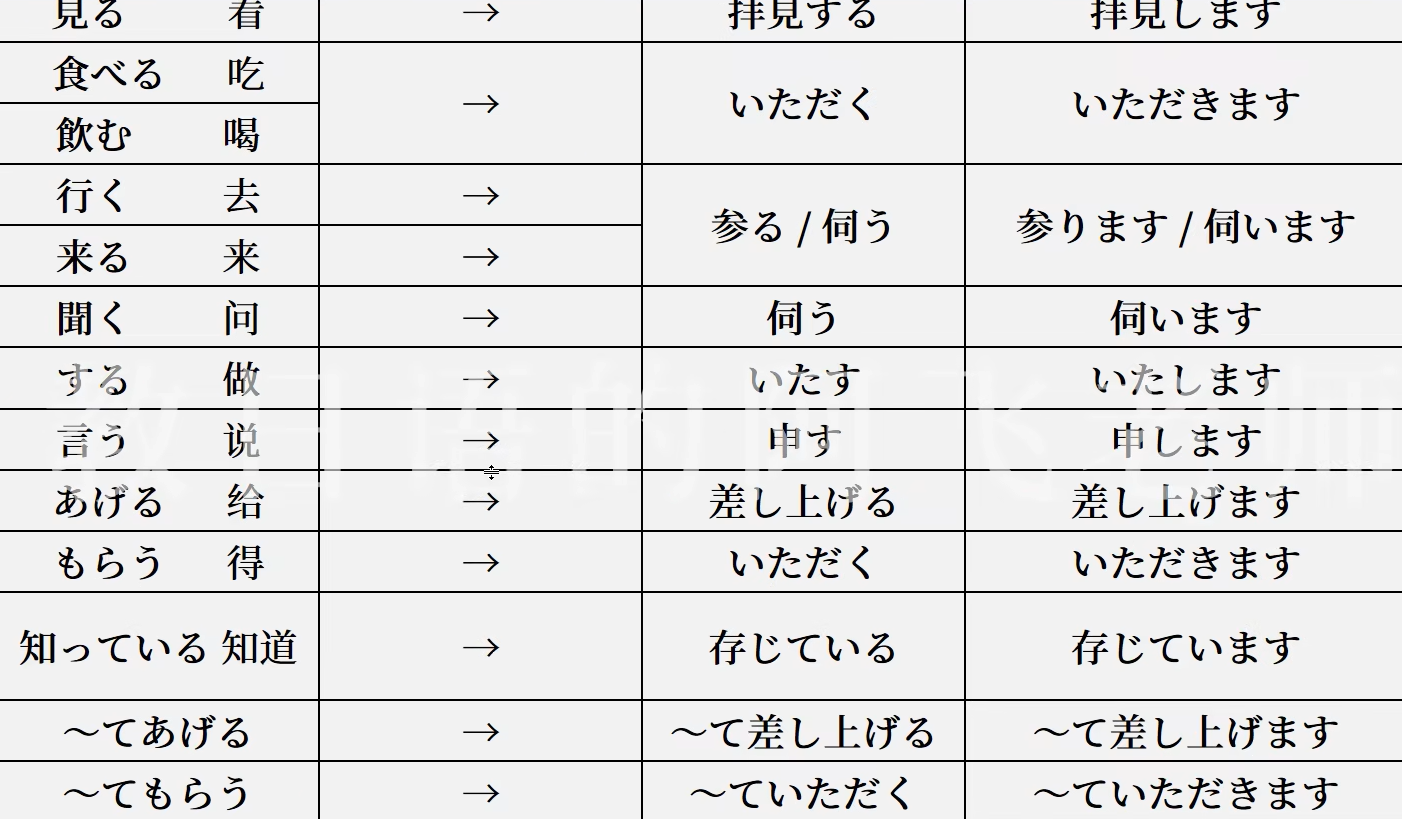 見る 看 → 拝見する 拝見します
食べる 吃 → いただく いただきます
飲む 喝
行く 去 → 参る / 伺う 参ります / 伺います
来る 来 →
聞く 问 → 伺う 伺います
する 做 → いたす いたします
言う 说 → 申す 申します
あげる 给 → 差し上げる 差し上げます
もらう 得 → いただく いただきます
知っている 知道 → 存じている 存じています
～てあげる → ～て差し上げる ～て差し上げます
～てもらう → ～ていただく ～ていただきます
教日语的阿飞老师